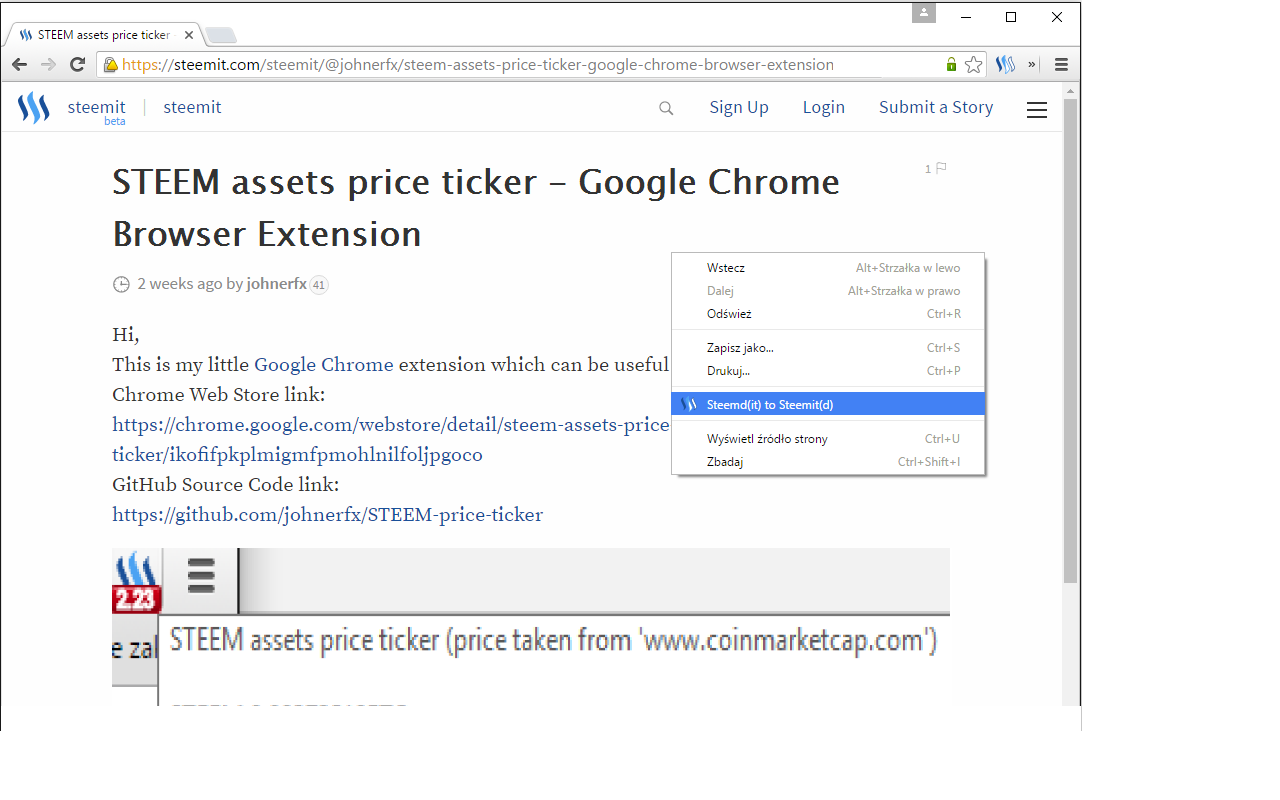 STEEM assets price ticker
https://steemit.com/steemit/@johnerfx/steem-assets-price-ticker-google-chrome-browser-extension
»
steemit
beta
steemit
Sign Up
Login
Submit a Story
STEEM assets price ticker – Google Chrome
Browser Extension
1
2 weeks ago by johnerfx 41
Hi,
This is my little Google Chrome extension which can be useful
Chrome Web Store link:
https://chrome.google.com/webstore/detail/steem-assets-price
ticker/ikofifpkplmigmfpmohlnilfoljpgoco
GitHub Source Code link:
https://github.com/johnerfx/STEEM-price-ticker
Wstecz Alt+Strzałka w lewo
Dalej Alt+Strzałka w prawo
Odśwież Ctrl+R
Zapisz jako... Ctrl+S
Drukuj... Ctrl+P
Steemd(it) to Steemit(d)
Wyświetl źródło strony Ctrl+U
Zbadaj Ctrl+Shift+I
2.23
e zal
STEEM assets price ticker (price taken from 'www.coinmarketcap.com')